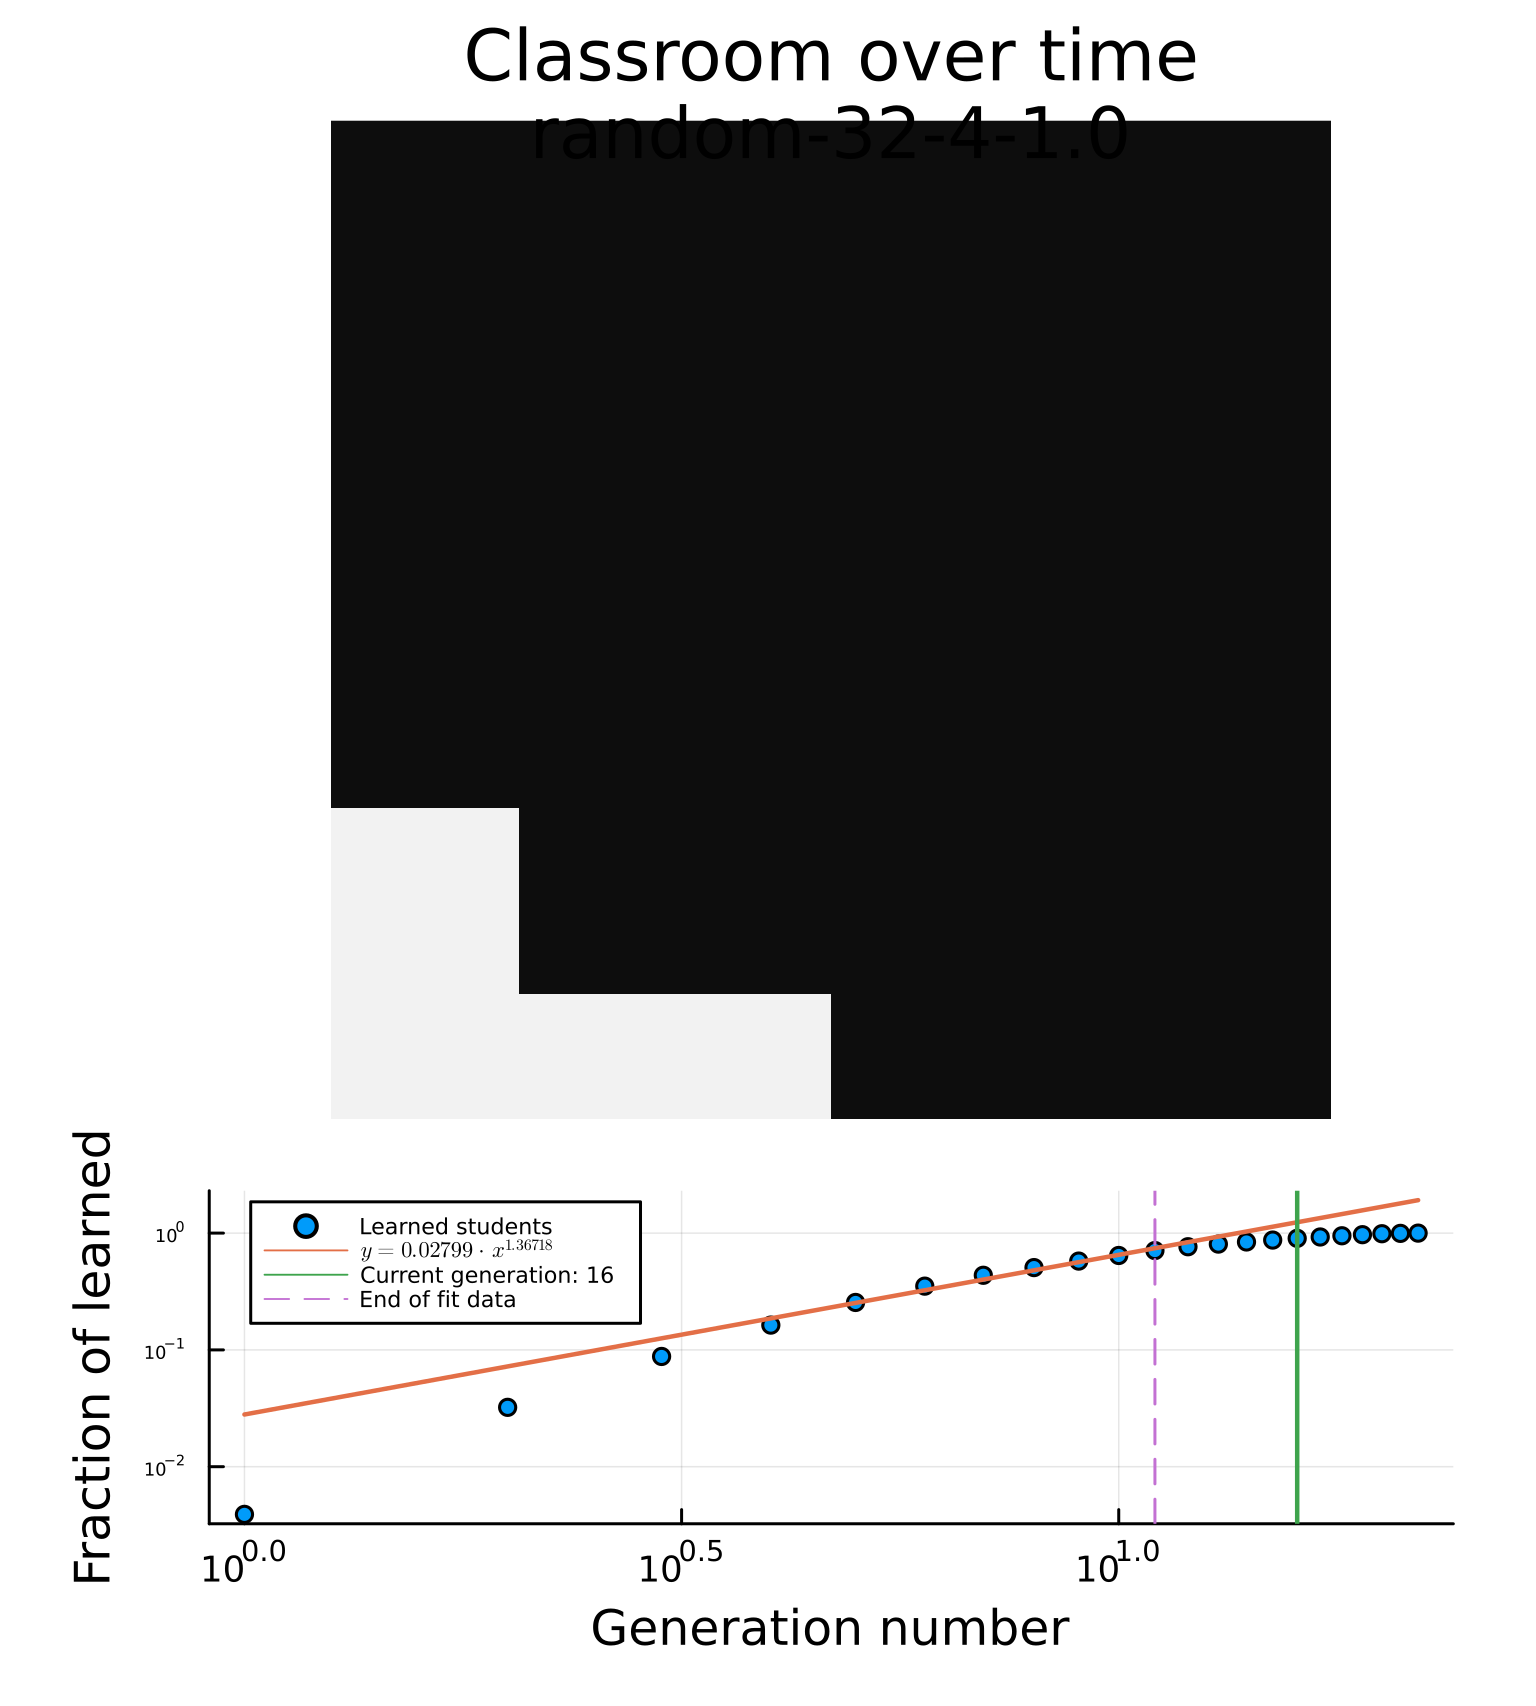 Classroom over time
random-32-4-1.0
Fraction of learned
10⁰
10⁻¹
10⁻²
Learned students
y = 0.02799 · x^1.36718
Current generation: 16
End of fit data
10^0.0
10^0.5
10^1.0
Generation number